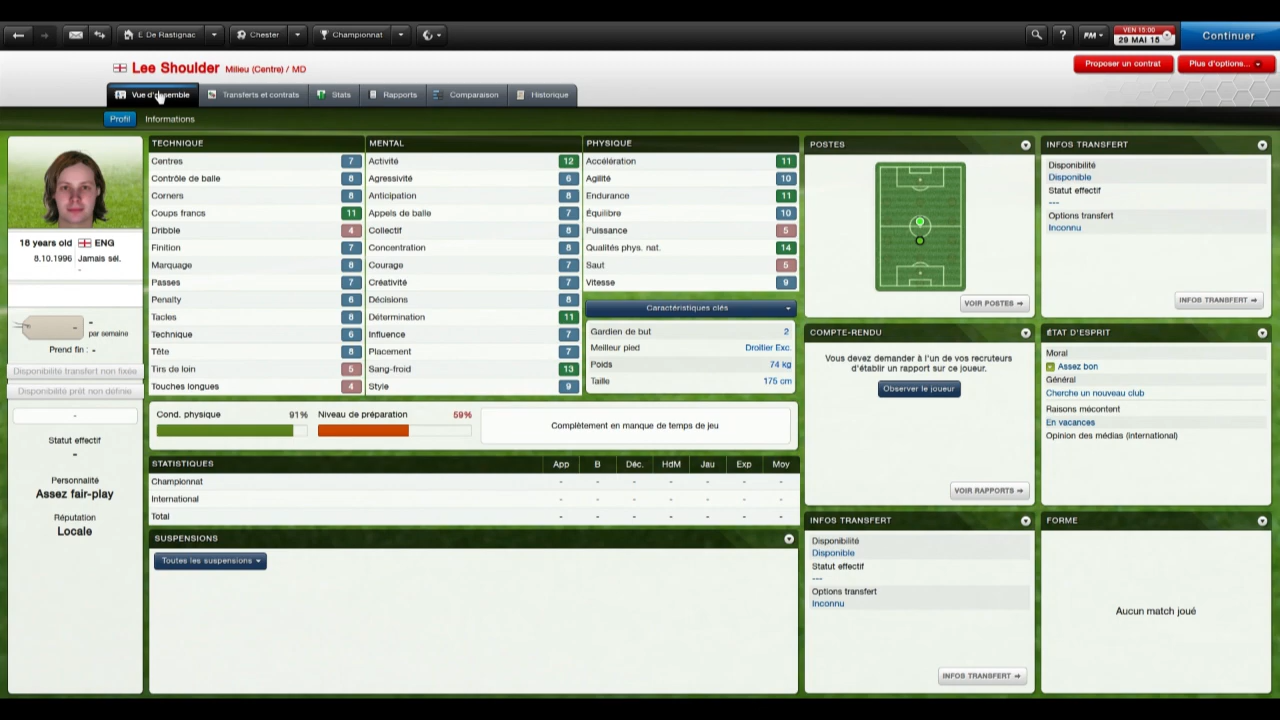 E. De Rastignac
Chester
Championnat
?
FM
VEN 15:00
29 MAI 15
Continuer
Lee Shoulder Milieu (Centre) / MD
Proposer un contrat
Plus d'options...
Vue d'ensemble
Transferts et contrats
Stats
Rapports
Comparaison
Historique
Profil
Informations
18 years old ENG
8.10.1996 Jamais sél.
-
-
-
par semaine
Prend fin : -
Disponibilité transfert non fixée
Disponibilité prêt non définie
-
Statut effectif
-
Personnalité
Assez fair-play
Réputation
Locale
TECHNIQUE
Centres 7
Contrôle de balle 8
Corners 8
Coups francs 11
Dribble 4
Finition 7
Marquage 8
Passes 7
Penalty 6
Tacles 8
Technique 6
Tête 8
Tirs de loin 5
Touches longues 4
MENTAL
Activité 12
Agressivité 6
Anticipation 8
Appels de balle 7
Collectif 8
Concentration 8
Courage 7
Créativité 7
Décisions 8
Détermination 11
Influence 7
Placement 7
Sang-froid 13
Style 9
PHYSIQUE
Accélération 11
Agilité 10
Endurance 11
Équilibre 10
Puissance 5
Qualités phys. nat. 14
Saut 5
Vitesse 9
Caractéristiques clés
Gardien de but 2
Meilleur pied Droitier Exc.
Poids 74 kg
Taille 175 cm
Cond. physique 91%
Niveau de préparation 59%
Complètement en manque de temps de jeu
STATISTIQUES App B Déc. HdM Jau Exp Moy
Championnat - - - - - - -
International - - - - - - -
Total - - - - - - -
SUSPENSIONS
Toutes les suspensions
POSTES
VOIR POSTES
COMPTE-RENDU
Vous devez demander à l'un de vos recruteurs
d'établir un rapport sur ce joueur.
Observer le joueur
VOIR RAPPORTS
INFOS TRANSFERT
Disponibilité
Disponible
Statut effectif
---
Options transfert
Inconnu
INFOS TRANSFERT
INFOS TRANSFERT
Disponibilité
Disponible
Statut effectif
---
Options transfert
Inconnu
INFOS TRANSFERT
ÉTAT D'ESPRIT
Moral
Assez bon
Général
Cherche un nouveau club
Raisons mécontent
En vacances
Opinion des médias (international)
FORME
Aucun match joué